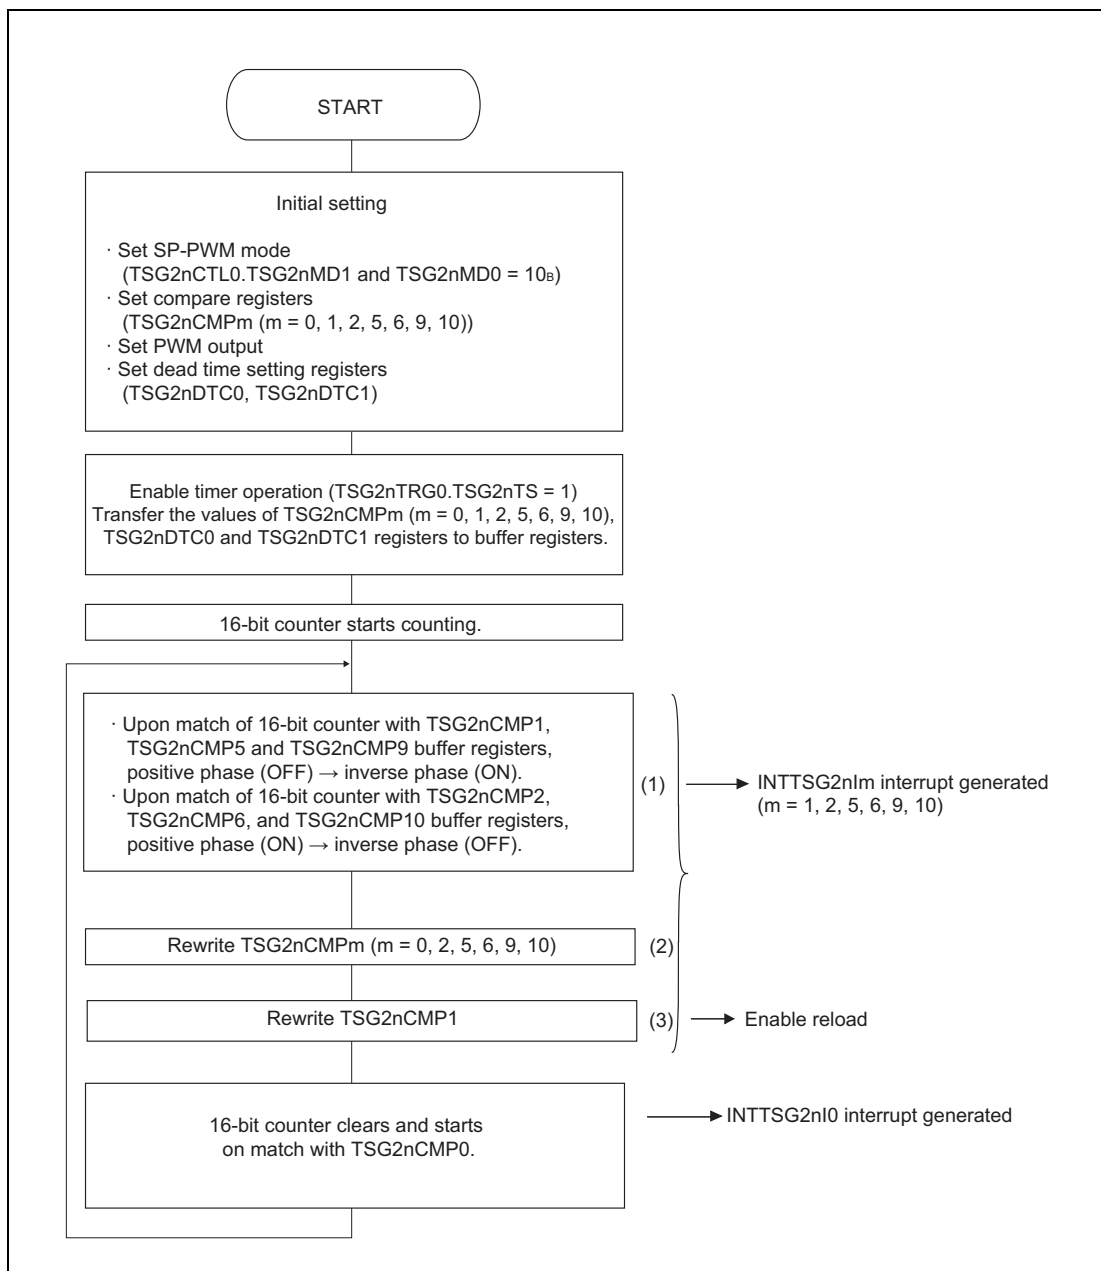 START
Initial setting
· Set SP-PWM mode
(TSG2nCTL0.TSG2nMD1 and TSG2nMD0 = 10B)
· Set compare registers
(TSG2nCMPm (m = 0, 1, 2, 5, 6, 9, 10))
· Set PWM output
· Set dead time setting registers
(TSG2nDTC0, TSG2nDTC1)
Enable timer operation (TSG2nTRG0.TSG2nTS = 1)
Transfer the values of TSG2nCMPm (m = 0, 1, 2, 5, 6, 9, 10),
TSG2nDTC0 and TSG2nDTC1 registers to buffer registers.
16-bit counter starts counting.
· Upon match of 16-bit counter with TSG2nCMP1,
TSG2nCMP5 and TSG2nCMP9 buffer registers,
positive phase (OFF) → inverse phase (ON).
· Upon match of 16-bit counter with TSG2nCMP2,
TSG2nCMP6, and TSG2nCMP10 buffer registers,
positive phase (ON) → inverse phase (OFF).
(1)
INTTSG2nIm interrupt generated
(m = 1, 2, 5, 6, 9, 10)
Rewrite TSG2nCMPm (m = 0, 2, 5, 6, 9, 10)
(2)
Rewrite TSG2nCMP1
(3)
Enable reload
16-bit counter clears and starts
on match with TSG2nCMP0.
INTTSG2nI0 interrupt generated